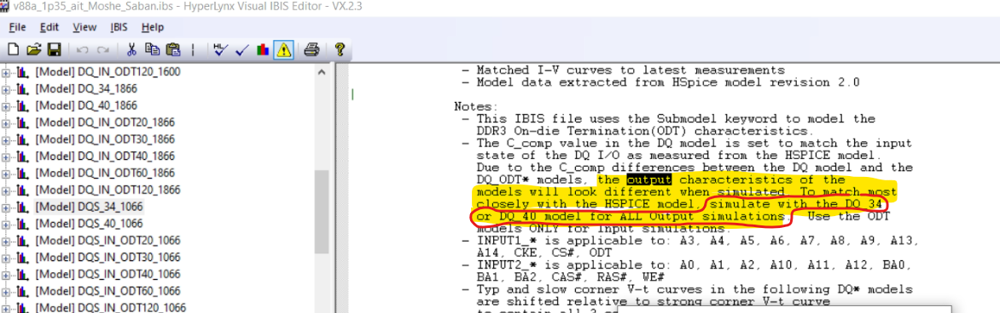 v88a_1p35_ait_Moshe_Saban.ibs - HyperLynx Visual IBIS Editor - VX.2.3
File Edit View IBIS Help
[Model] DQ_IN_ODT120_1600
[Model] DQ_34_1866
[Model] DQ_40_1866
[Model] DQ_IN_ODT20_1866
[Model] DQ_IN_ODT30_1866
[Model] DQ_IN_ODT40_1866
[Model] DQ_IN_ODT60_1866
[Model] DQ_IN_ODT120_1866
[Model] DQS_34_1066
[Model] DQS_40_1066
[Model] DQS_IN_ODT20_1066
[Model] DQS_IN_ODT30_1066
[Model] DQS_IN_ODT40_1066
[Model] DQS_IN_ODT60_1066
[Model] DQS_IN_ODT120_1066
- Matched I-V curves to latest measurements
- Model data extracted from HSpice model revision 2.0
Notes:
- This IBIS file uses the Submodel keyword to model the
DDR3 On-die Termination(ODT) characteristics.
- The C_comp value in the DQ model is set to match the input
state of the DQ I/O as measured from the HSPICE model.
Due to the C_comp differences between the DQ model and the
DQ_ODT* models, the output characteristics of the
models will look different when simulated. To match most
closely with the HSPICE model, simulate with the DQ_34
or DQ_40 model for ALL Output simulations. Use the ODT
models ONLY for Input simulations.
- INPUT1_* is applicable to: A3, A4, A5, A6, A7, A8, A9, A13,
A14, CKE, CS#, ODT
- INPUT2_* is applicable to: A0, A1, A2, A10, A11, A12, BA0,
BA1, BA2, CAS#, RAS#, WE#
- Typ and slow corner V-t curves in the following DQ* models
are shifted relative to strong corner V-t curve